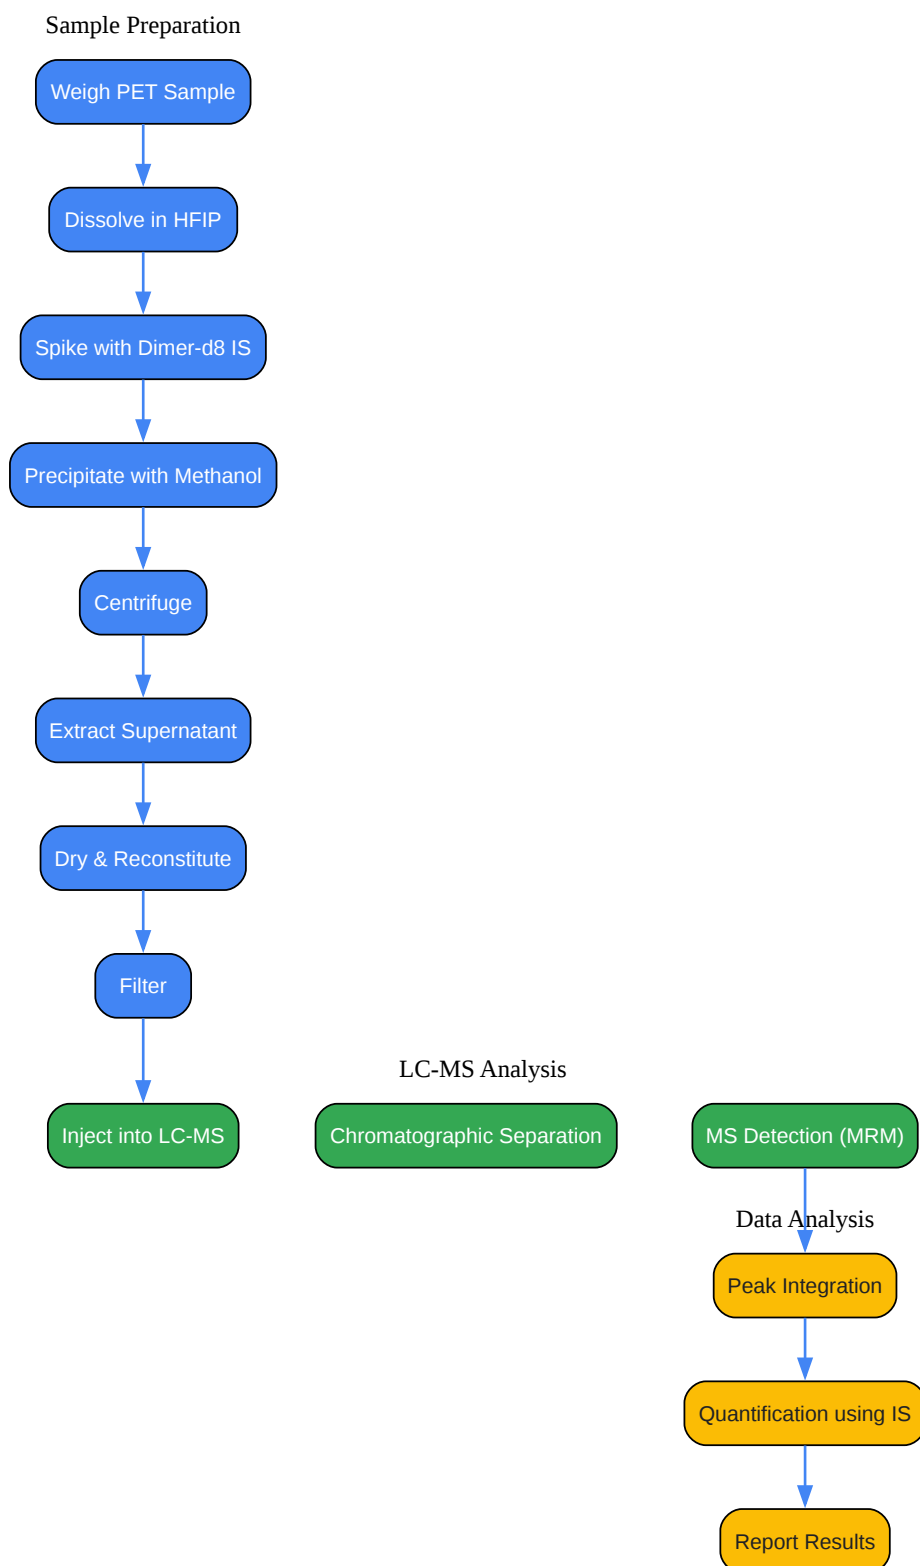 Sample Preparation
Weigh PET Sample
Dissolve in HFIP
Spike with Dimer-d8 IS
Precipitate with Methanol
Centrifuge
Extract Supernatant
Dry & Reconstitute
Filter
LC-MS Analysis
Inject into LC-MS
Chromatographic Separation
MS Detection (MRM)
Data Analysis
Peak Integration
Quantification using IS
Report Results